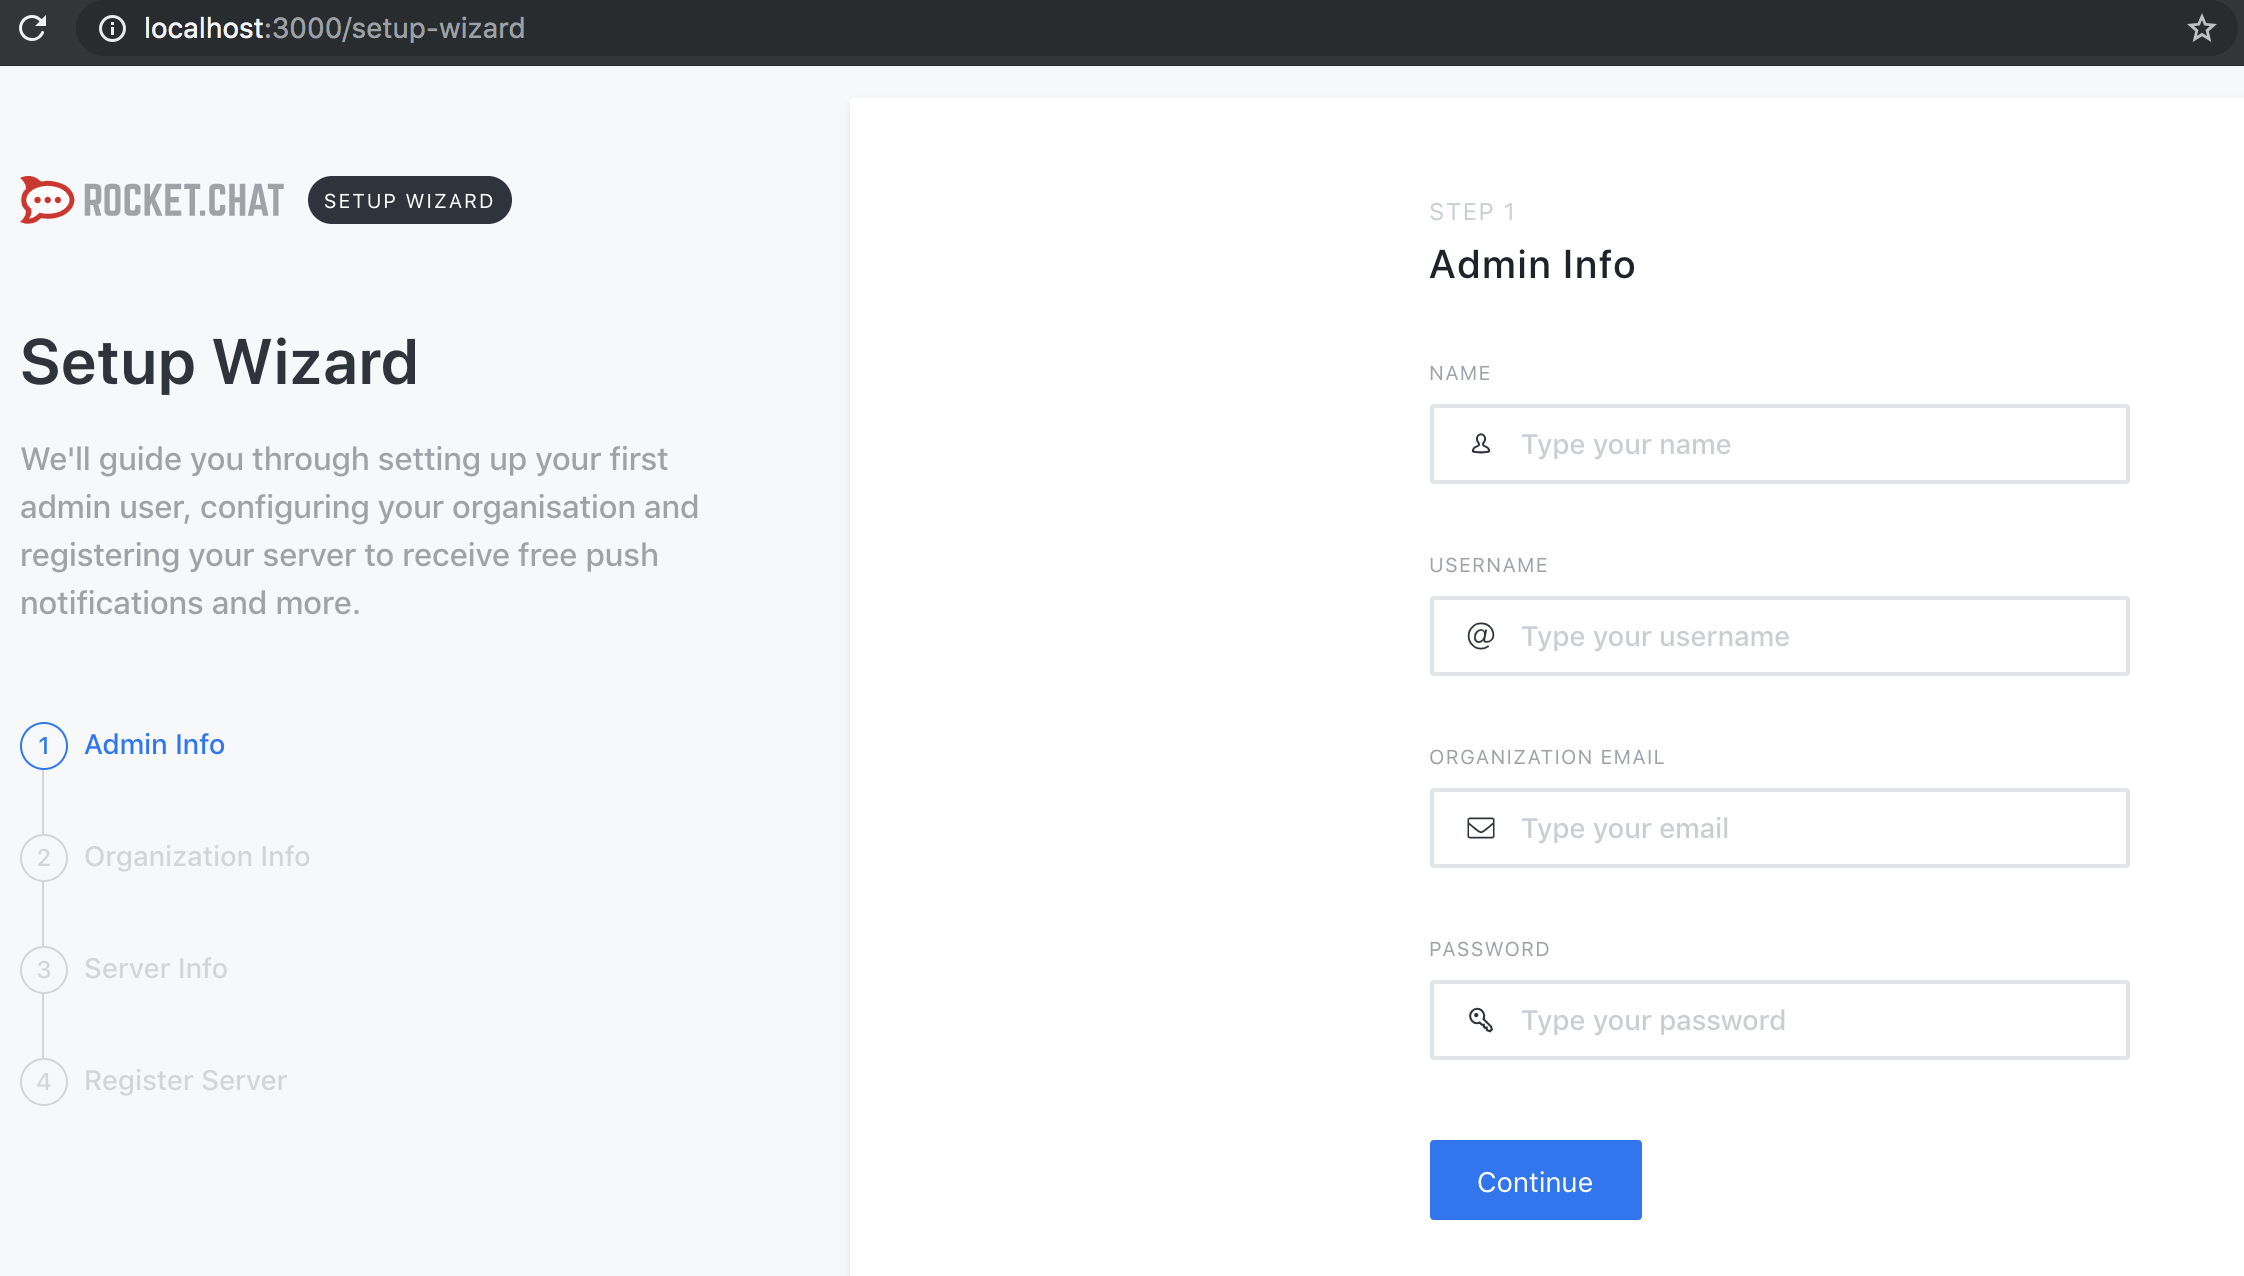 localhost:3000/setup-wizard
ROCKET.CHAT
SETUP WIZARD
Setup Wizard
We'll guide you through setting up your first
admin user, configuring your organisation and
registering your server to receive free push
notifications and more.
1 Admin Info
2 Organization Info
3 Server Info
4 Register Server
STEP 1
Admin Info
NAME
Type your name
USERNAME
@ Type your username
ORGANIZATION EMAIL
Type your email
PASSWORD
Type your password
Continue